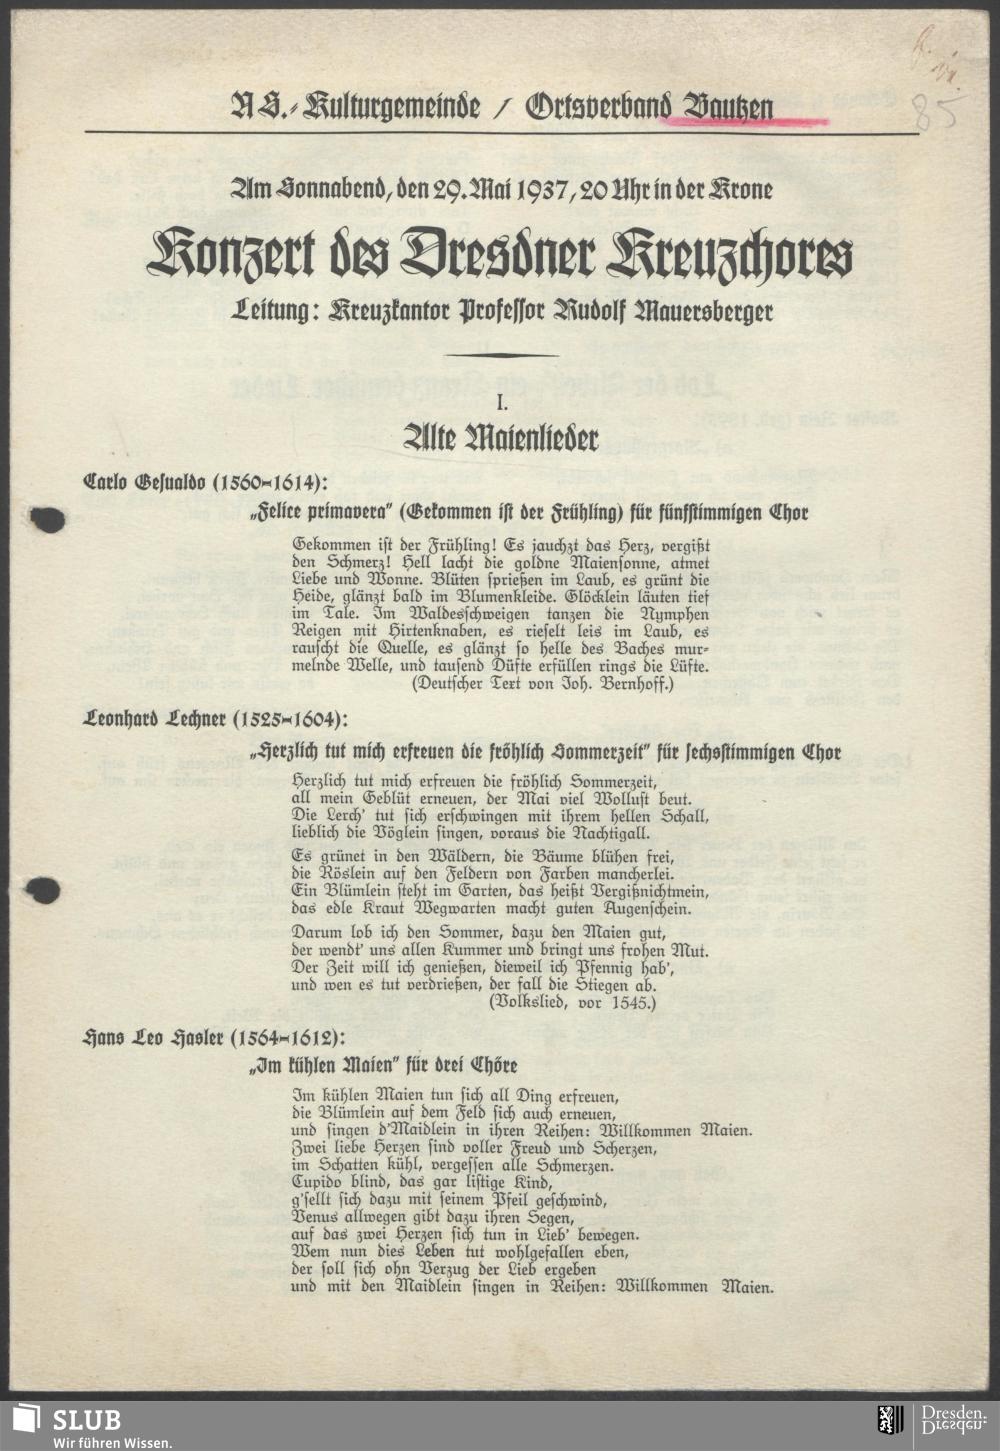 NS.-Kulturgemeinde / Ortsverband Bautzen
85
Am Sonnabend, den 29. Mai 1937, 20 Uhr in der Krone
Konzert des Dresdner Kreuzchores
Leitung: Kreuzkantor Professor Rudolf Mauersberger
I.
Alte Maienlieder
Carlo Gesualdo (1560-1614):
„Felice primavera“ (Gekommen ist der Frühling) für fünfstimmigen Chor
Gekommen ist der Frühling! Es jauchzt das Herz, vergißt
den Schmerz! Hell lacht die goldne Maiensonne, atmet
Liebe und Wonne. Blüten sprießen im Laub, es grünt die
Heide, glänzt bald im Blumenkleide. Glöcklein läuten tief
im Tale. Im Waldesschweigen tanzen die Nymphen
Reigen mit Hirtenknaben, es rieselt leis im Laub, es
rauscht die Quelle, es glänzt so helle des Baches mur-
melnde Welle, und tausend Düfte erfüllen rings die Lüfte.
(Deutscher Text von Joh. Bernhoff.)
Leonhard Lechner (1525-1604):
„Herzlich tut mich erfreuen die fröhlich Sommerzeit“ für sechsstimmigen Chor
Herzlich tut mich erfreuen die fröhlich Sommerzeit,
all mein Geblüt erneuen, der Mai viel Wollust beut.
Die Lerch' tut sich erschwingen mit ihrem hellen Schall,
lieblich die Vöglein singen, voraus die Nachtigall.
Es grünet in den Wäldern, die Bäume blühen frei,
die Röslein auf den Feldern von Farben mancherlei.
Ein Blümlein steht im Garten, das heißt Vergißnichtmein,
das edle Kraut Wegwarten macht guten Augenschein.
Darum lob ich den Sommer, dazu den Maien gut,
der wendt' uns allen Kummer und bringt uns frohen Mut.
Der Zeit will ich genießen, dieweil ich Pfennig hab',
und wen es tut verdrießen, der fall die Stiegen ab.
(Volkslied, vor 1545.)
Hans Leo Hasler (1564-1612):
„Im kühlen Maien“ für drei Chöre
Im kühlen Maien tun sich all Ding erfreuen,
die Blümlein auf dem Feld sich auch erneuen,
und singen d'Maidlein in ihren Reihen: Willkommen Maien.
Zwei liebe Herzen sind voller Freud und Scherzen,
im Schatten kühl, vergessen alle Schmerzen.
Cupido blind, das gar listige Kind,
g'sellt sich dazu mit seinem Pfeil geschwind,
Venus allwegen gibt dazu ihren Segen,
auf das zwei Herzen sich tun in Lieb' bewegen.
Wem nun dies Leben tut wohlgefallen eben,
der soll sich ohn Verzug der Lieb ergeben
und mit den Maidlein singen in Reihen: Willkommen Maien.
SLUB
Wir führen Wissen.
Dresden.
Dresden.